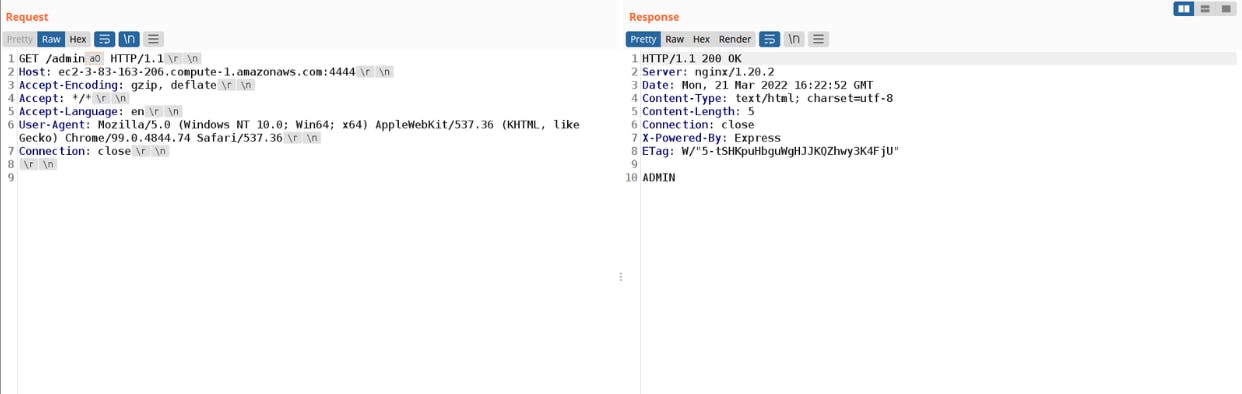 Request
Pretty Raw Hex \n
1 GET /admin a0 HTTP/1.1 \r \n
2 Host: ec2-3-83-163-206.compute-1.amazonaws.com:4444 \r \n
3 Accept-Encoding: gzip, deflate \r \n
4 Accept: */* \r \n
5 Accept-Language: en \r \n
6 User-Agent: Mozilla/5.0 (Windows NT 10.0; Win64; x64) AppleWebKit/537.36 (KHTML, like
Gecko) Chrome/99.0.4844.74 Safari/537.36 \r \n
7 Connection: close \r \n
8 \r \n
9
Response
Pretty Raw Hex Render \n
1 HTTP/1.1 200 OK
2 Server: nginx/1.20.2
3 Date: Mon, 21 Mar 2022 16:22:52 GMT
4 Content-Type: text/html; charset=utf-8
5 Content-Length: 5
6 Connection: close
7 X-Powered-By: Express
8 ETag: W/"5-tSHKpuHbguWgHJJKQZhwy3K4FjU"
9
10 ADMIN